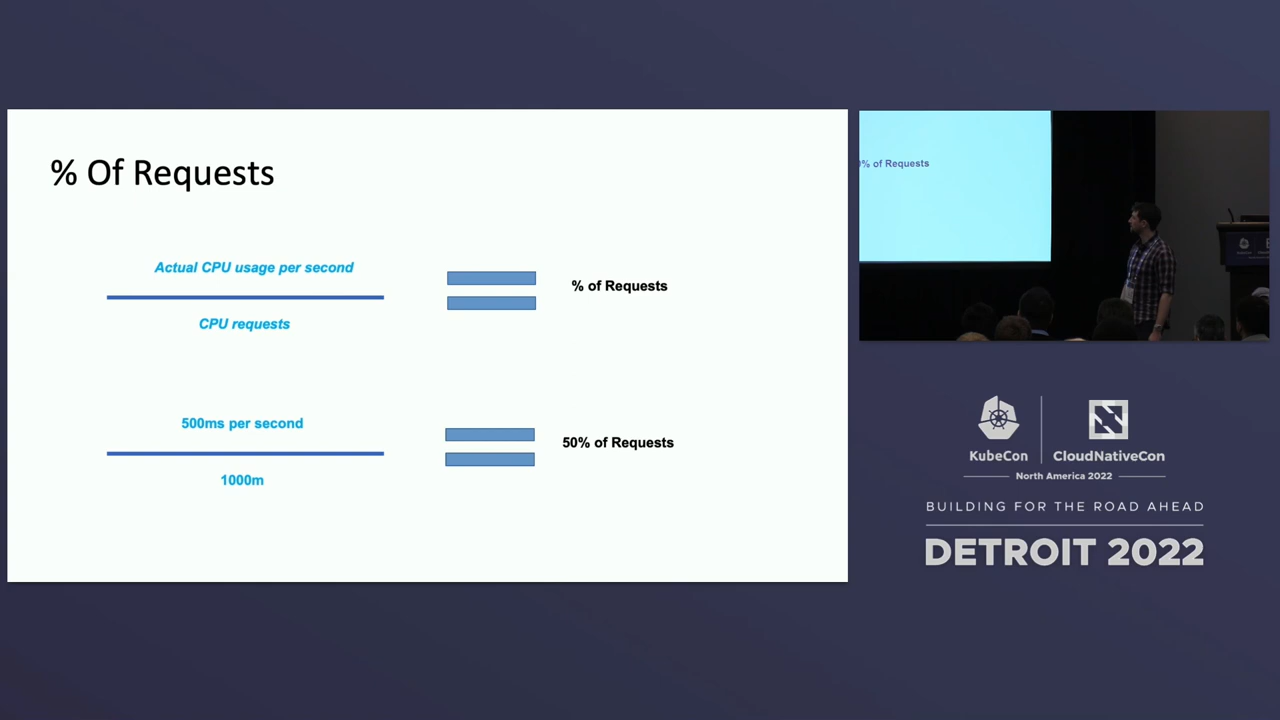 % Of Requests
Actual CPU usage per second
CPU requests
% of Requests
500ms per second
1000m
50% of Requests
% of Requests
KubeCon
CloudNativeCon
North America 2022
BUILDING FOR THE ROAD AHEAD
DETROIT 2022